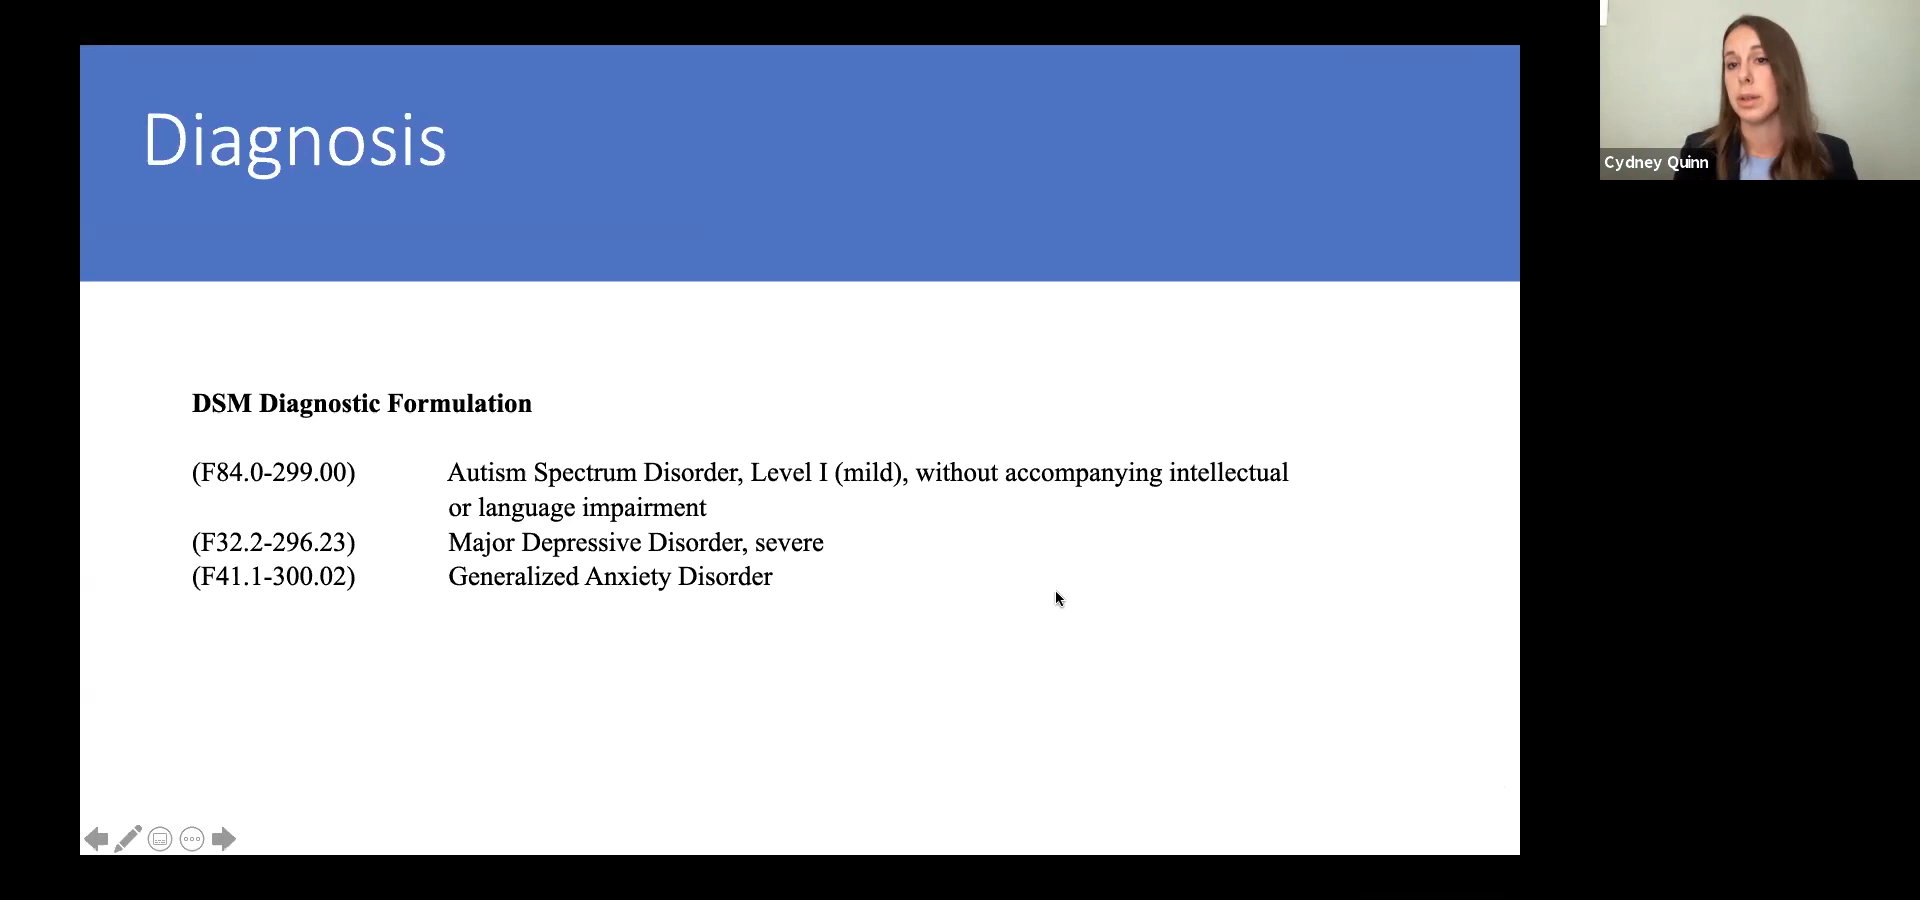 Diagnosis
Cydney Quinn
DSM Diagnostic Formulation
(F84.0-299.00) Autism Spectrum Disorder, Level I (mild), without accompanying intellectual
or language impairment
(F32.2-296.23) Major Depressive Disorder, severe
(F41.1-300.02) Generalized Anxiety Disorder